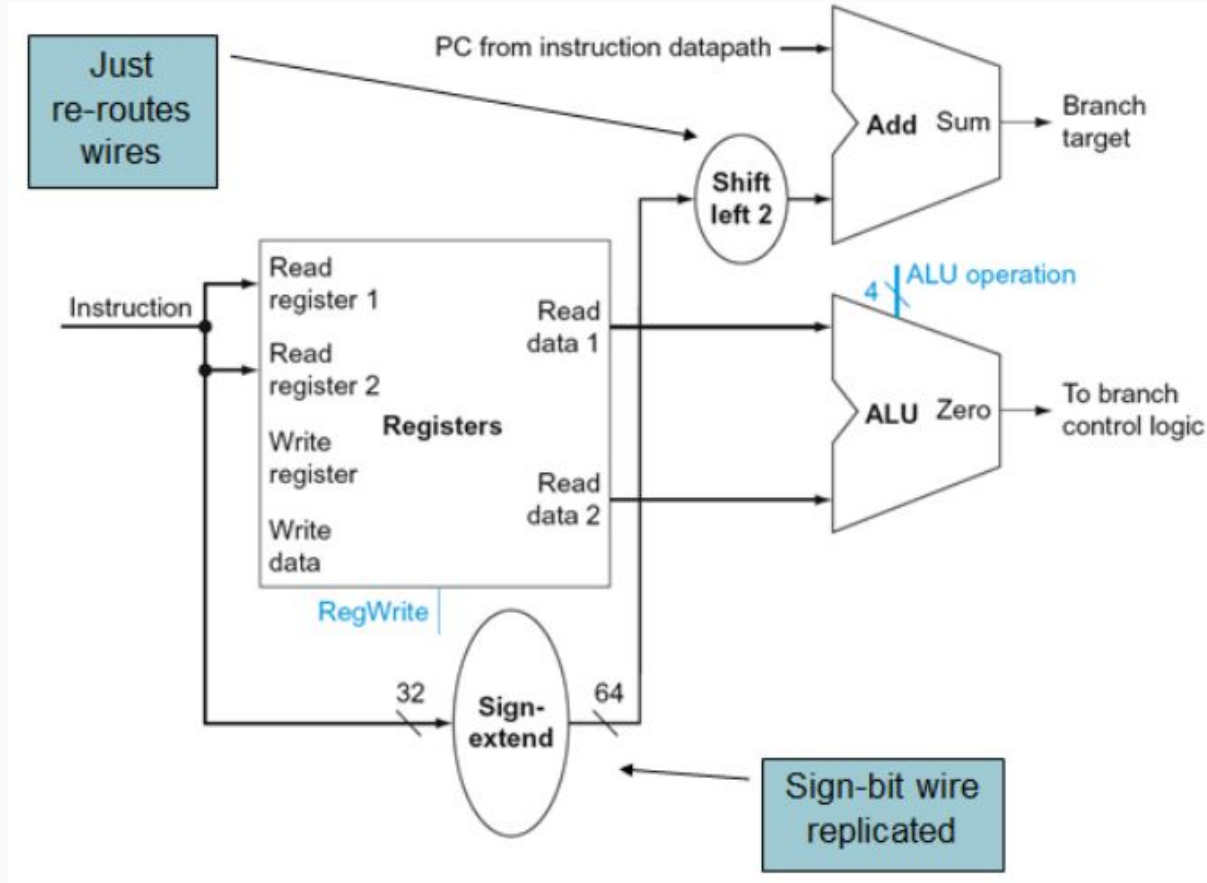 Just
re-routes
wires
PC from instruction datapath
Add Sum
Branch
target
Shift
left 2
Instruction
Read
register 1
Read
register 2
Write
register
Write
data
Registers
Read
data 1
Read
data 2
RegWrite
4
ALU operation
ALU Zero
To branch
control logic
32
Sign-
extend
64
Sign-bit wire
replicated